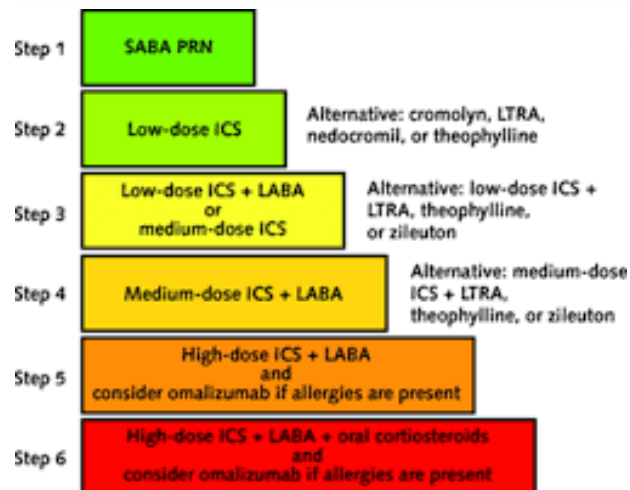 Step 1
SABA PRN
Step 2
Low-dose ICS
Alternative: cromolyn, LTRA,
nedocromil, or theophylline
Step 3
Low-dose ICS + LABA
or
medium-dose ICS
Alternative: low-dose ICS +
LTRA, theophylline,
or zileuton
Step 4
Medium-dose ICS + LABA
Alternative: medium-dose
ICS + LTRA,
theophylline, or zileuton
Step 5
High-dose ICS + LABA
and
consider omalizumab if allergies are present
Step 6
High-dose ICS + LABA + oral cortiosteroids
and
consider omalizumab if allergies are present